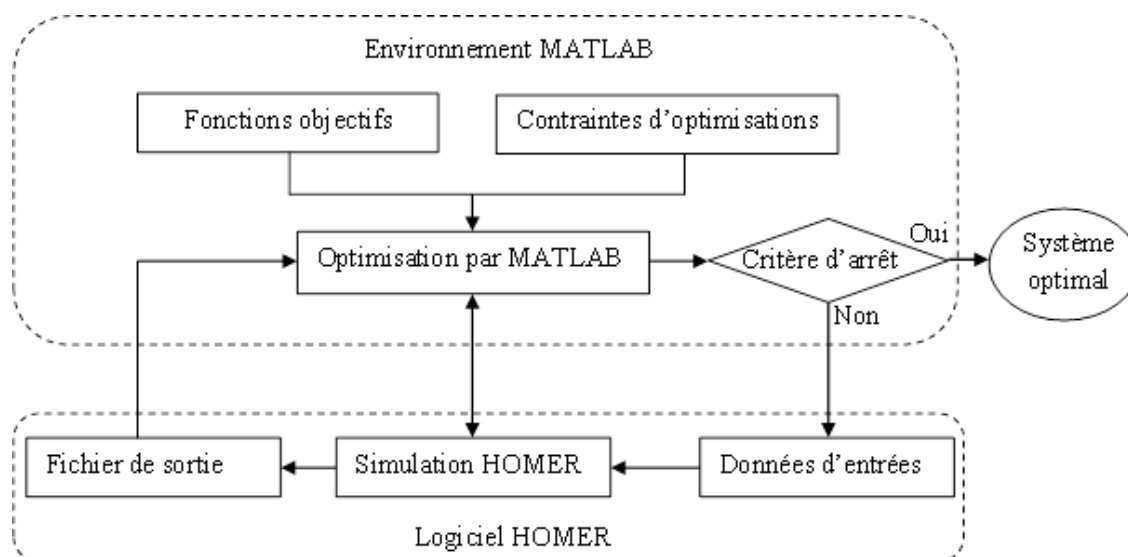 Environnement MATLAB
Fonctions objectifs
Contraintes d'optimisations
Optimisation par MATLAB
Critère d'arrêt
Oui
Système
optimal
Non
Fichier de sortie
Simulation HOMER
Données d'entrées
Logiciel HOMER